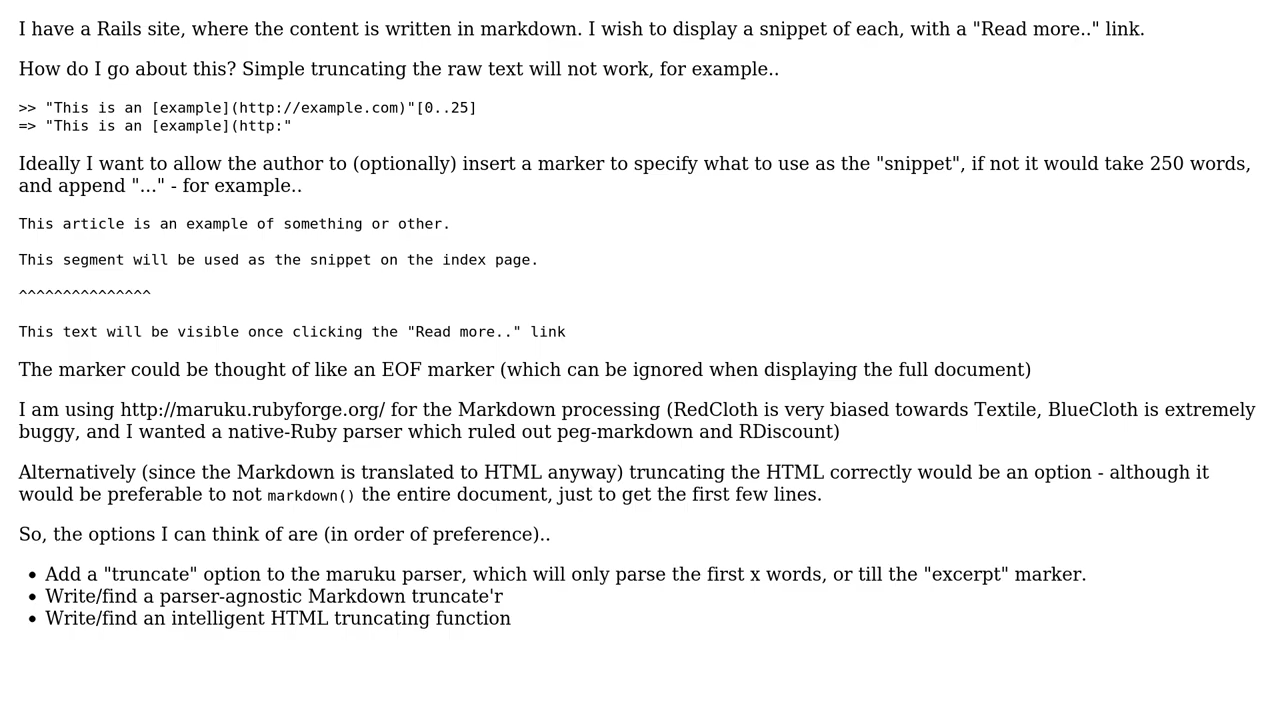 I have a Rails site, where the content is written in markdown. I wish to display a snippet of each, with a "Read more.." link.
How do I go about this? Simple truncating the raw text will not work, for example..
>> "This is an [example](http://example.com)"[0..25]
=> "This is an [example](http:"
Ideally I want to allow the author to (optionally) insert a marker to specify what to use as the "snippet", if not it would take 250 words,
and append "..." - for example..
This article is an example of something or other.
This segment will be used as the snippet on the index page.
^^^^^^^^^^^^^^^
This text will be visible once clicking the "Read more.." link
The marker could be thought of like an EOF marker (which can be ignored when displaying the full document)
I am using http://maruku.rubyforge.org/ for the Markdown processing (RedCloth is very biased towards Textile, BlueCloth is extremely
buggy, and I wanted a native-Ruby parser which ruled out peg-markdown and RDiscount)
Alternatively (since the Markdown is translated to HTML anyway) truncating the HTML correctly would be an option - although it
would be preferable to not markdown() the entire document, just to get the first few lines.
So, the options I can think of are (in order of preference)..
• Add a "truncate" option to the maruku parser, which will only parse the first x words, or till the "excerpt" marker.
• Write/find a parser-agnostic Markdown truncate'r
• Write/find an intelligent HTML truncating function